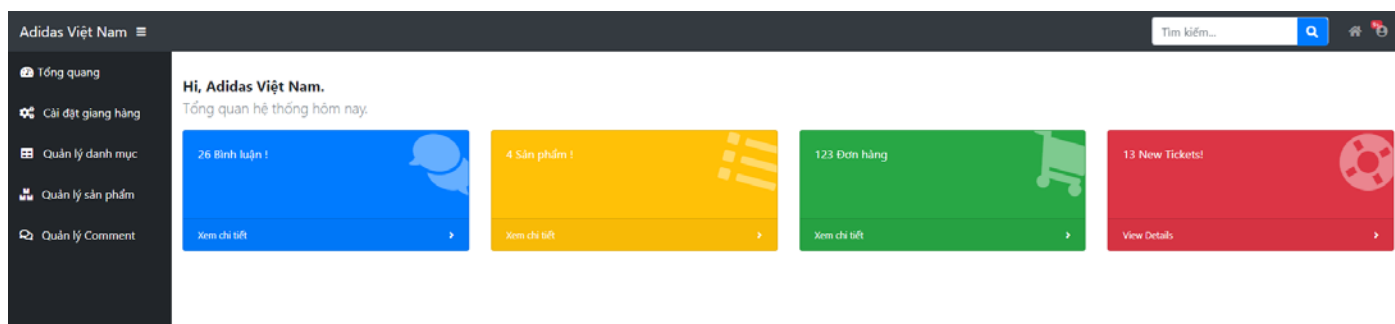 Adidas Việt Nam
Tìm kiếm...
Tổng quang
Cài đặt giang hàng
Quản lý danh mục
Quản lý sản phẩm
Quản lý Comment
Hi, Adidas Việt Nam.
Tổng quan hệ thống hôm nay.
26 Bình luận !
Xem chi tiết
4 Sản phẩm !
Xem chi tiết
123 Đơn hàng
Xem chi tiết
13 New Tickets!
View Details